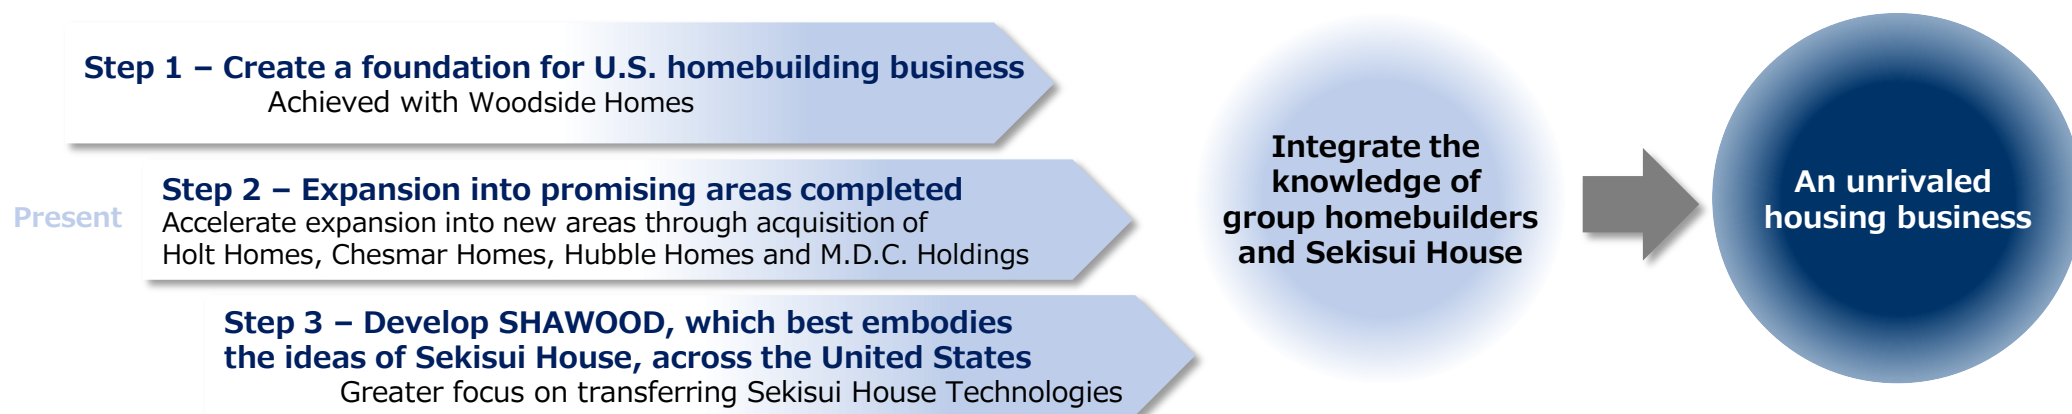 Step 1 – Create a foundation for U.S. homebuilding business
Achieved with Woodside Homes
Present
Step 2 – Expansion into promising areas completed
Accelerate expansion into new areas through acquisition of
Holt Homes, Chesmar Homes, Hubble Homes and M.D.C. Holdings
Step 3 – Develop SHAWOOD, which best embodies
the ideas of Sekisui House, across the United States
Greater focus on transferring Sekisui House Technologies
Integrate the
knowledge of
group homebuilders
and Sekisui House
An unrivaled
housing business